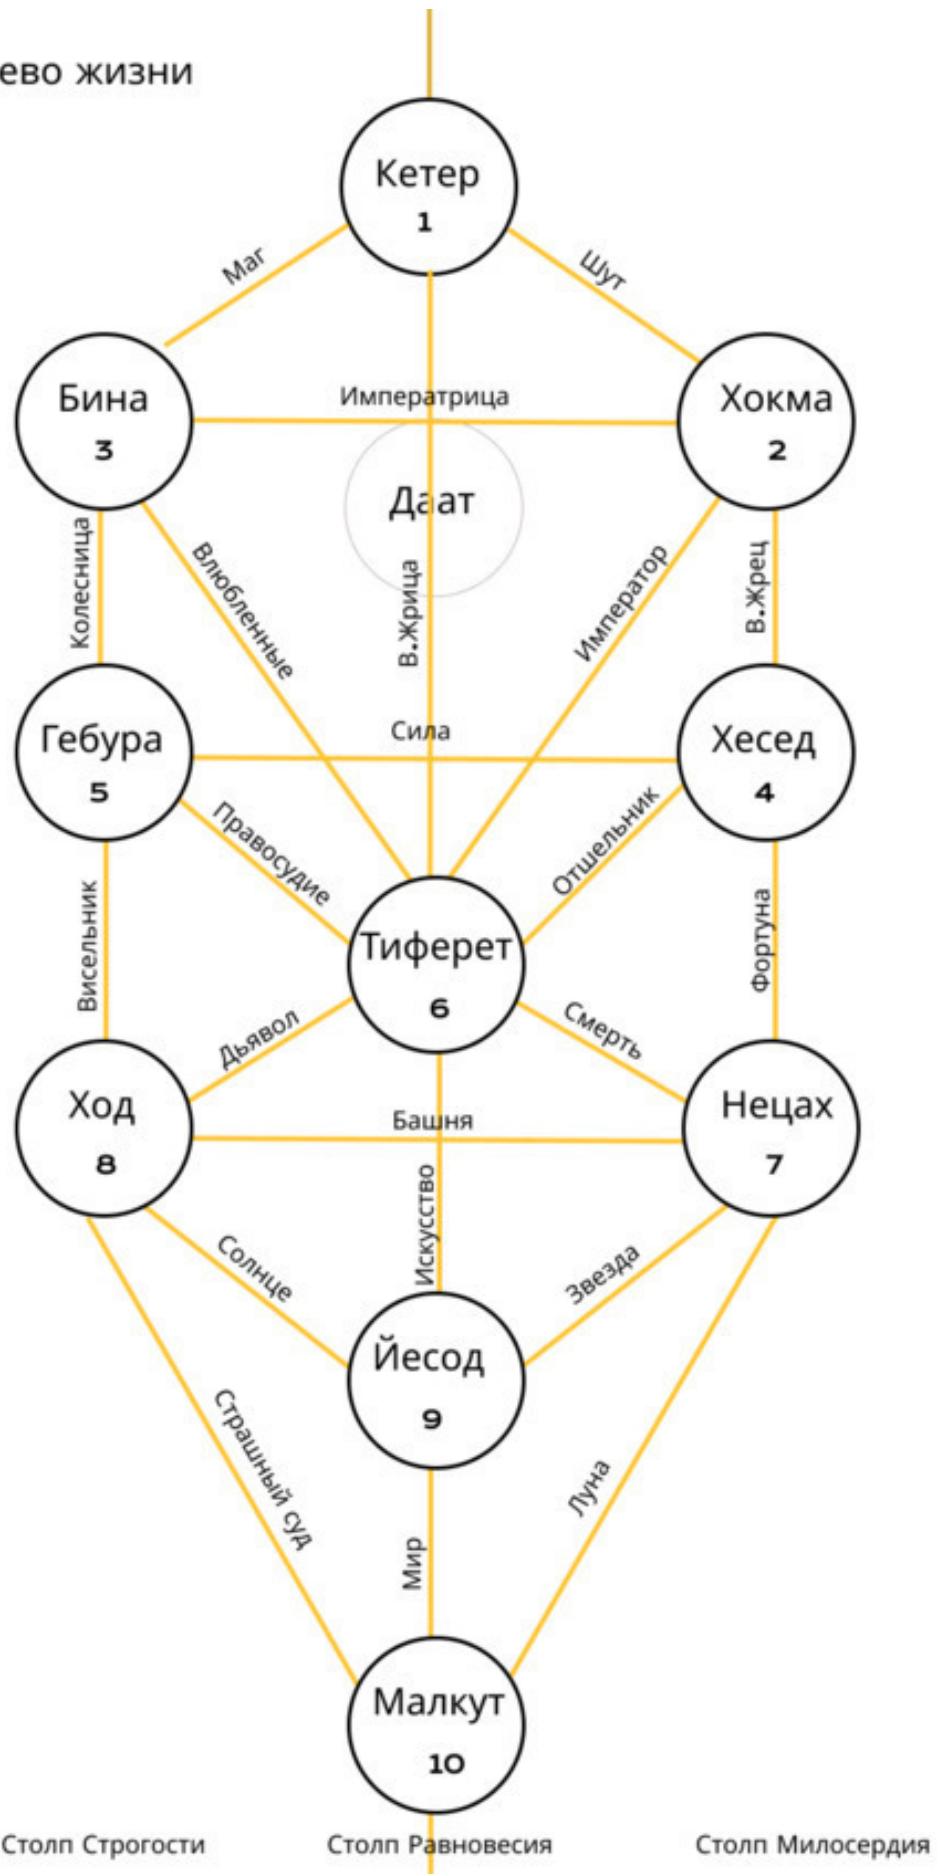 ево жизни
Кетер
1
Маг
Шут
Бина
3
Императрица
Хокма
2
Даат
Колесница
Влюбленные
В.Жрица
Император
В.Жрец
Гебура
5
Сила
Хесед
4
Правосудие
Отшельник
Висельник
Тиферет
6
Фортуна
Дьявол
Смерть
Ход
8
Башня
Нецах
7
Искусство
Солнце
Звезда
Йесод
9
Страшный суд
Мир
Луна
Малкут
10
Столп Строгости
Столп Равновесия
Столп Милосердия